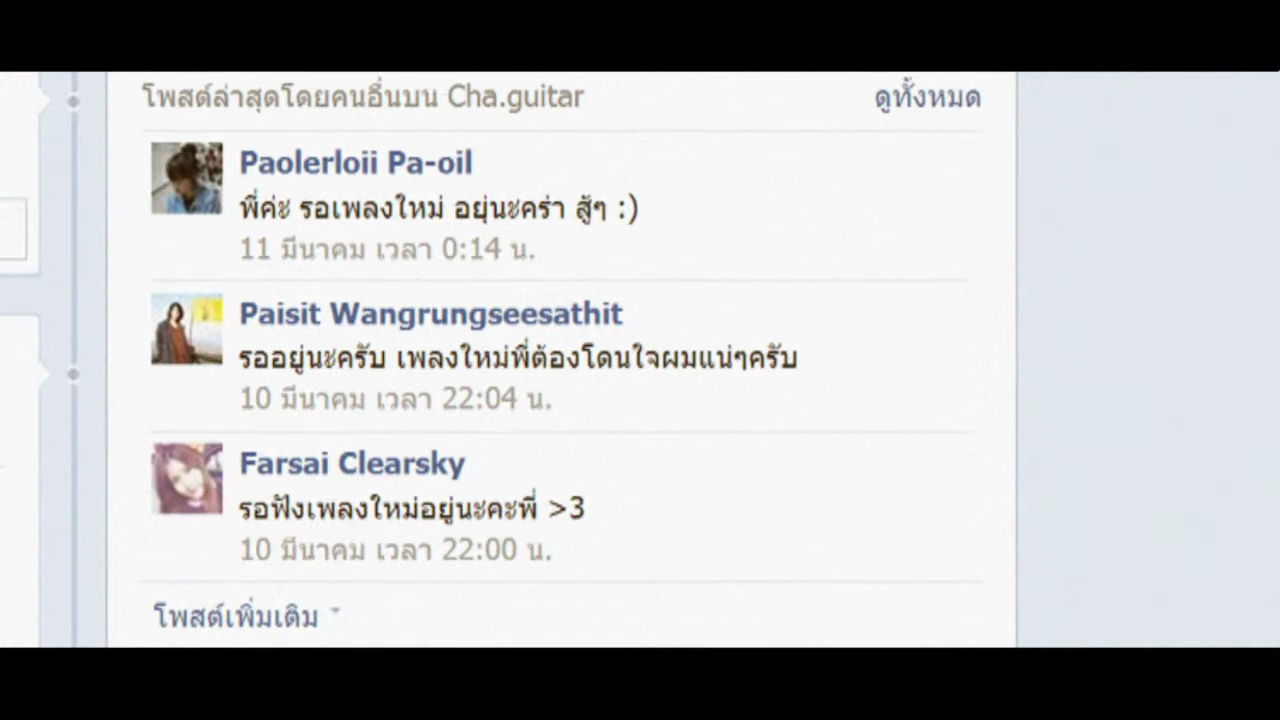 โพสต์ล่าสุดโดยคนอื่นบน Cha.guitar ดูทั้งหมด
Paolerloii Pa-oil
พี่ค่ะ รอเพลงใหม่ อยุ่นะคร่า สู้ๆ :)
11 มีนาคม เวลา 0:14 น.
Paisit Wangrungseesathit
รออยู่นะครับ เพลงใหม่พี่ต้องโดนใจผมแน่ๆครับ
10 มีนาคม เวลา 22:04 น.
Farsai Clearsky
รอฟังเพลงใหม่อยู่นะคะพี่ >3
10 มีนาคม เวลา 22:00 น.
โพสต์เพิ่มเติม